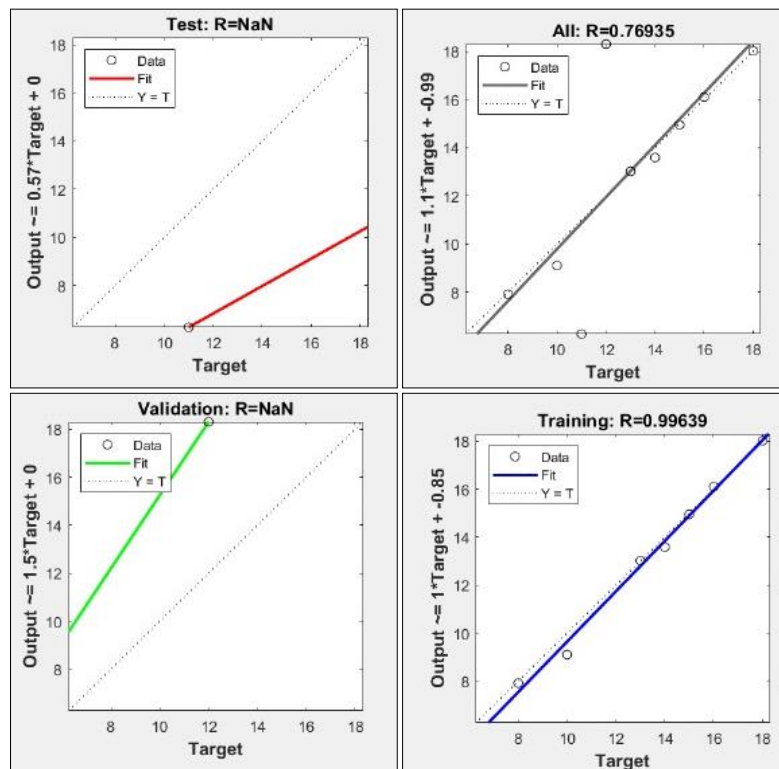 Test: R=NaN
Output ~= 0.57*Target + 0
18
16
14
12
10
8
Data
Fit
Y = T
8 10 12 14 16 18
Target
All: R=0.76935
Output ~= 1.1*Target + -0.99
18
16
14
12
10
8
Data
Fit
Y = T
8 10 12 14 16 18
Target
Validation: R=NaN
Output ~= 1.5*Target + 0
18
16
14
12
10
8
Data
Fit
Y = T
8 10 12 14 16 18
Target
Training: R=0.99639
Output ~= 1*Target + -0.85
18
16
14
12
10
8
Data
Fit
Y = T
8 10 12 14 16 18
Target